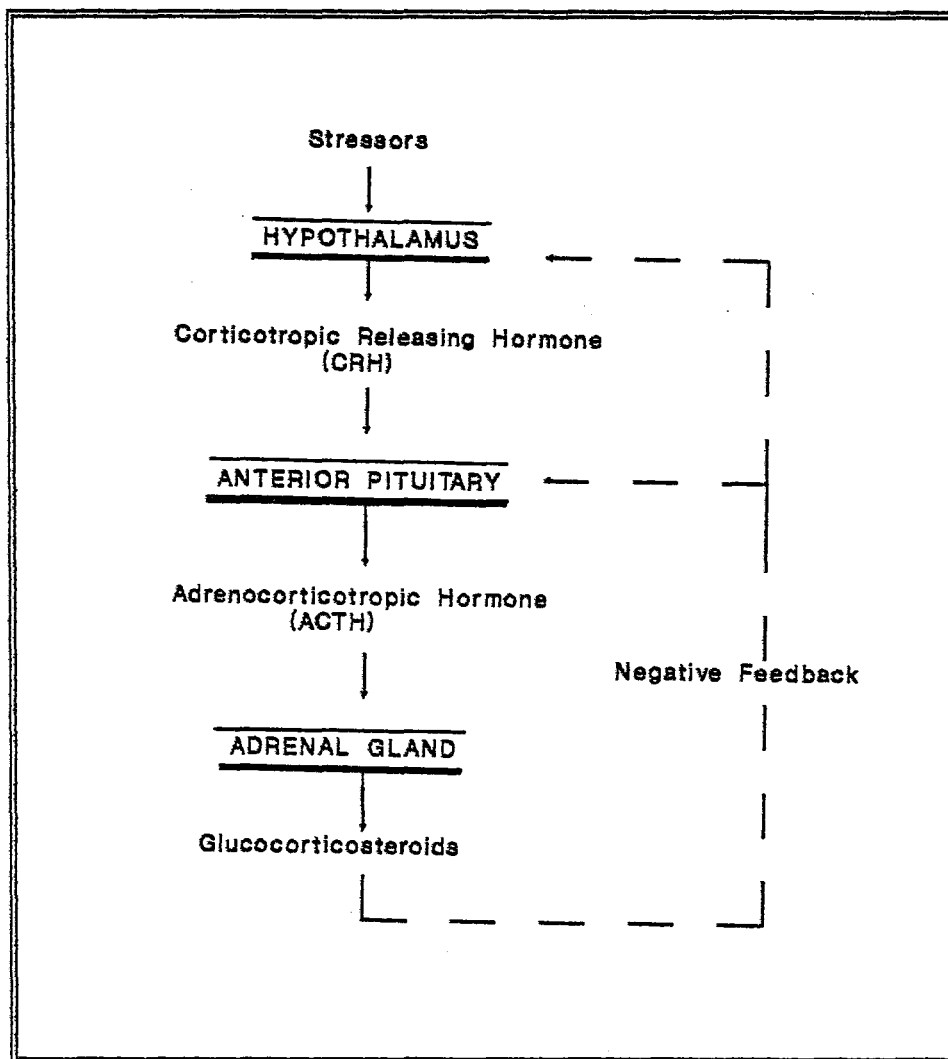 Stressors
HYPOTHALAMUS
Corticotropic Releasing Hormone
(CRH)
ANTERIOR PITUITARY
Adrenocorticotropic Hormone
(ACTH)
Negative Feedback
ADRENAL GLAND
Glucocorticosteroids